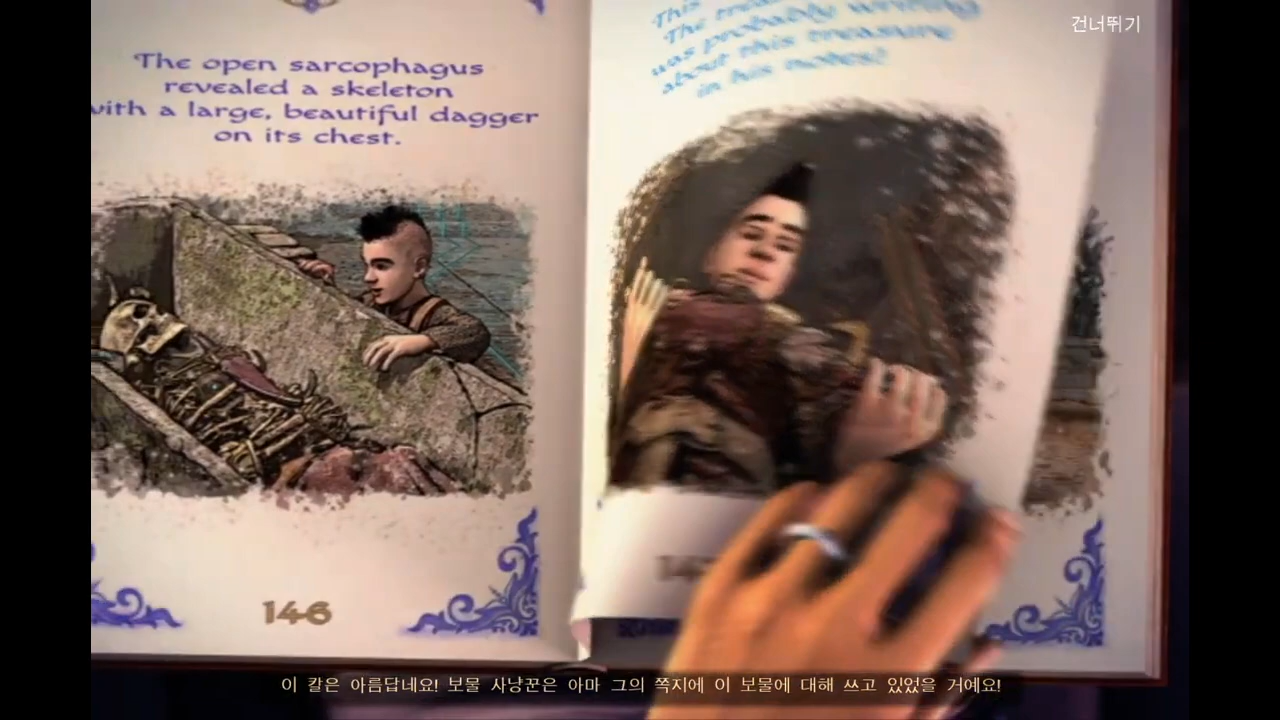 건너뛰기
The open sarcophagus
revealed a skeleton
with a large, beautiful dagger
on its chest.
This
The
was probably writing
about this treasure
in his notes!
146
이 칼은 아름답네요! 보물 사냥꾼은 아마 그의 쪽지에 이 보물에 대해 쓰고 있었을 거예요!